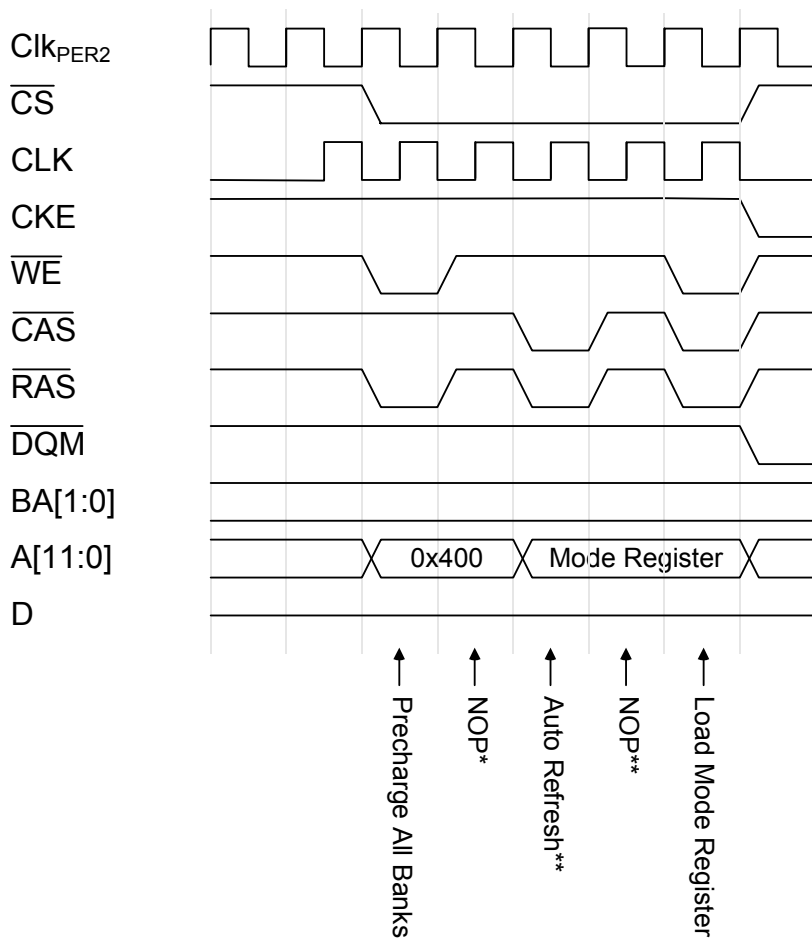 Clk_PER2
CS
CLK
CKE
WE
CAS
RAS
DQM
BA[1:0]
A[11:0]
0x400
Mode Register
D
Precharge All Banks
NOP*
Auto Refresh**
NOP**
Load Mode Register